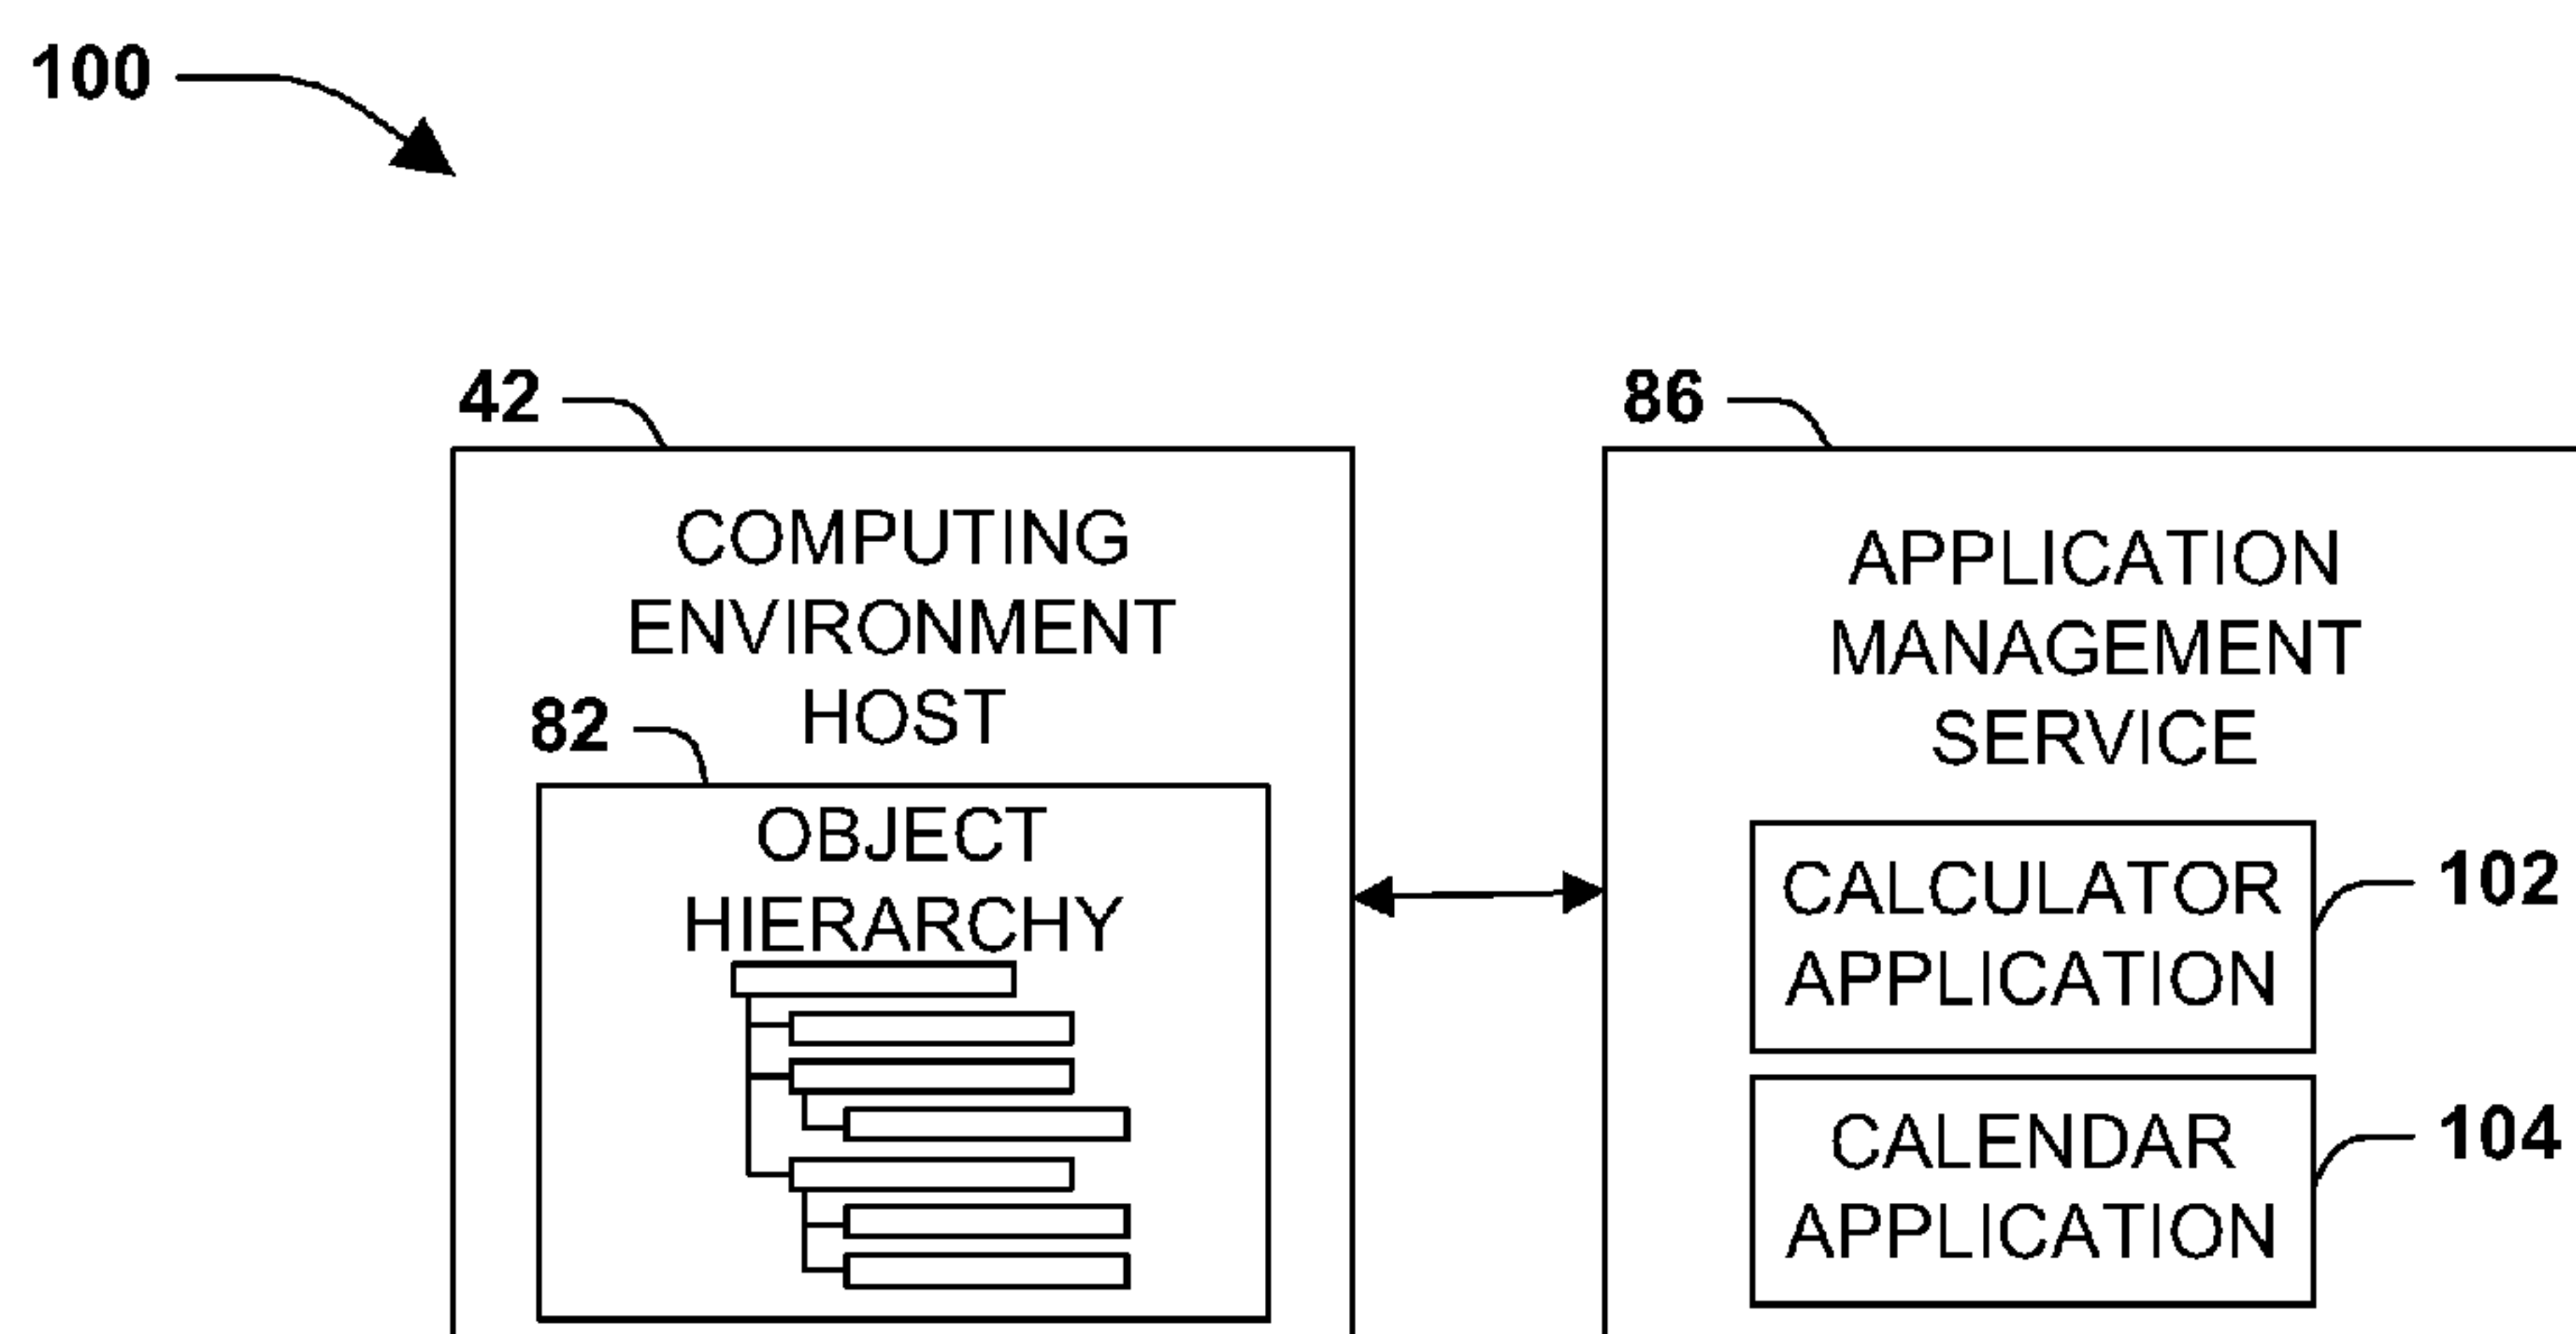 100
42
86
COMPUTING
ENVIRONMENT
HOST
APPLICATION
MANAGEMENT
SERVICE
82
OBJECT
HIERARCHY
CALCULATOR
APPLICATION
102
CALENDAR
APPLICATION
104